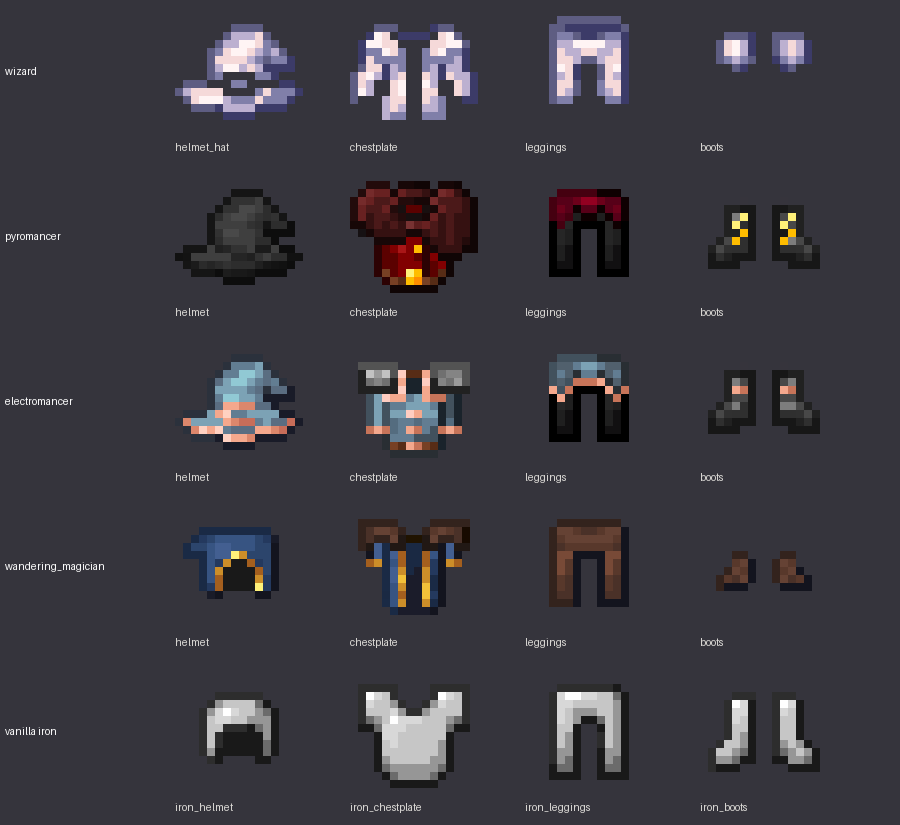 wizard
helmet_hat chestplate leggings boots
pyromancer
helmet chestplate leggings boots
electromancer
helmet chestplate leggings boots
wandering_magician
helmet chestplate leggings boots
vanilla iron
iron_helmet iron_chestplate iron_leggings iron_boots